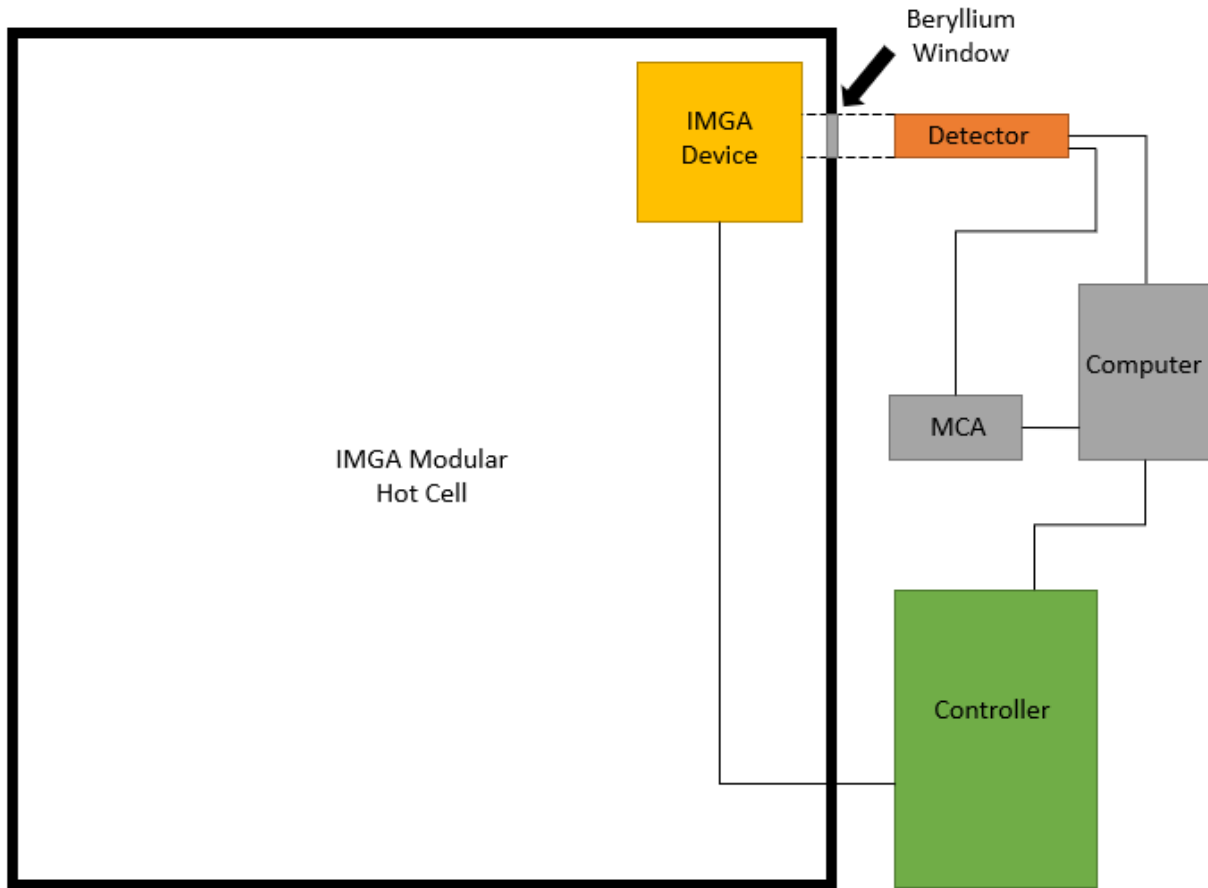 Beryllium
Window
IMGA
Device
Detector
Computer
MCA
IMGA Modular
Hot Cell
Controller